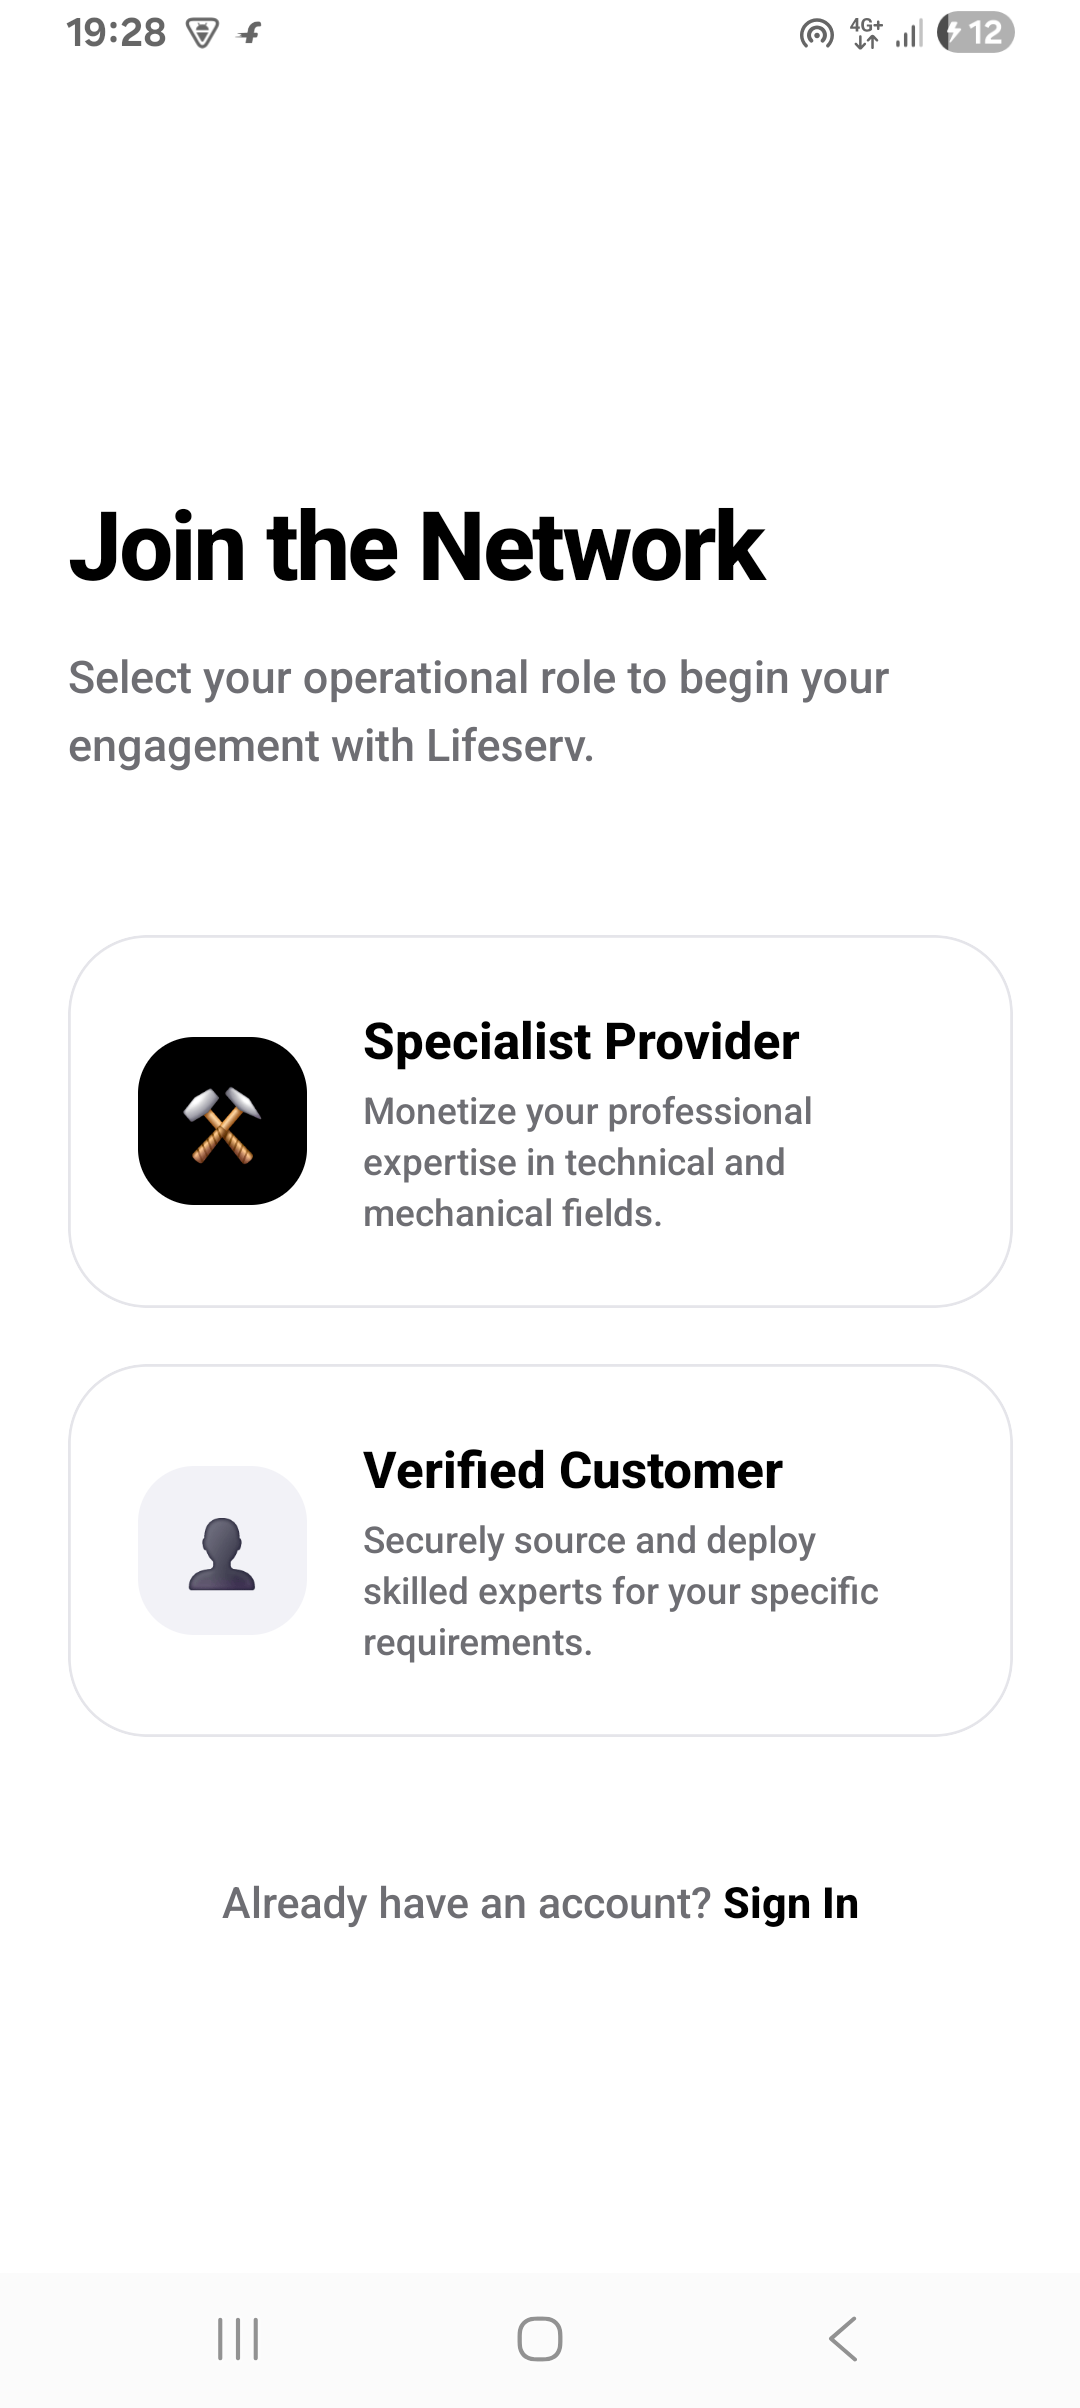 19:28
4G+
12
Join the Network
Select your operational role to begin your
engagement with Lifeserv.
Specialist Provider
Monetize your professional
expertise in technical and
mechanical fields.
Verified Customer
Securely source and deploy
skilled experts for your specific
requirements.
Already have an account? Sign In